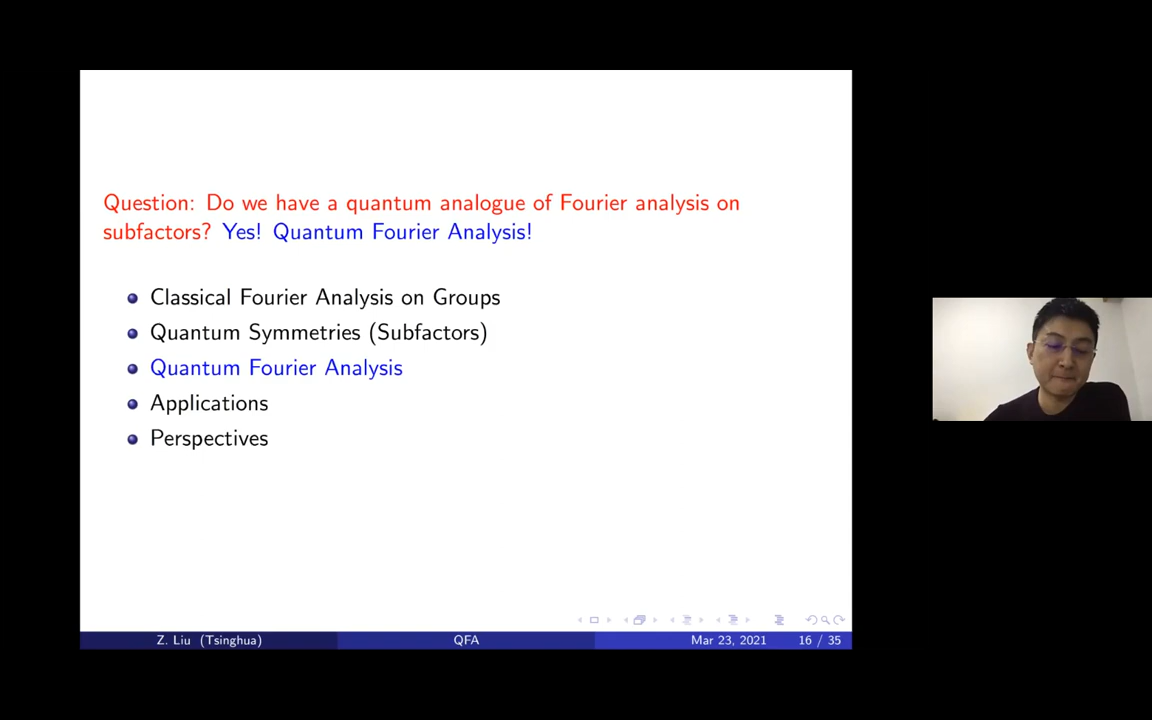 Question: Do we have a quantum analogue of Fourier analysis on
subfactors? Yes! Quantum Fourier Analysis!
Classical Fourier Analysis on Groups
Quantum Symmetries (Subfactors)
Quantum Fourier Analysis
Applications
Perspectives
Z. Liu (Tsinghua) QFA Mar 23, 2021 16 / 35